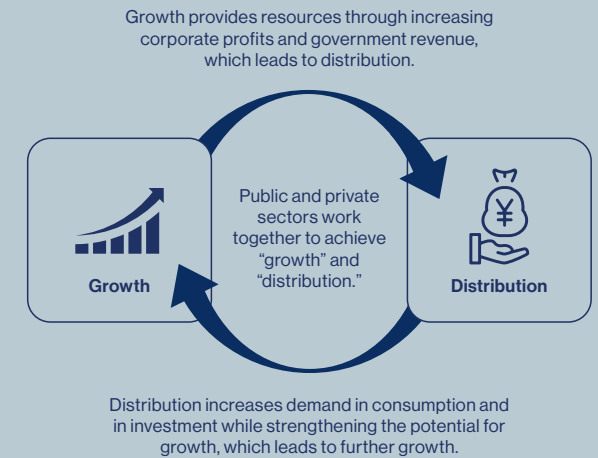 Growth provides resources through increasing
corporate profits and government revenue,
which leads to distribution.
Public and private
sectors work
together to achieve
“growth” and
“distribution.”
Growth
¥
Distribution
Distribution increases demand in consumption and
in investment while strengthening the potential for
growth, which leads to further growth.